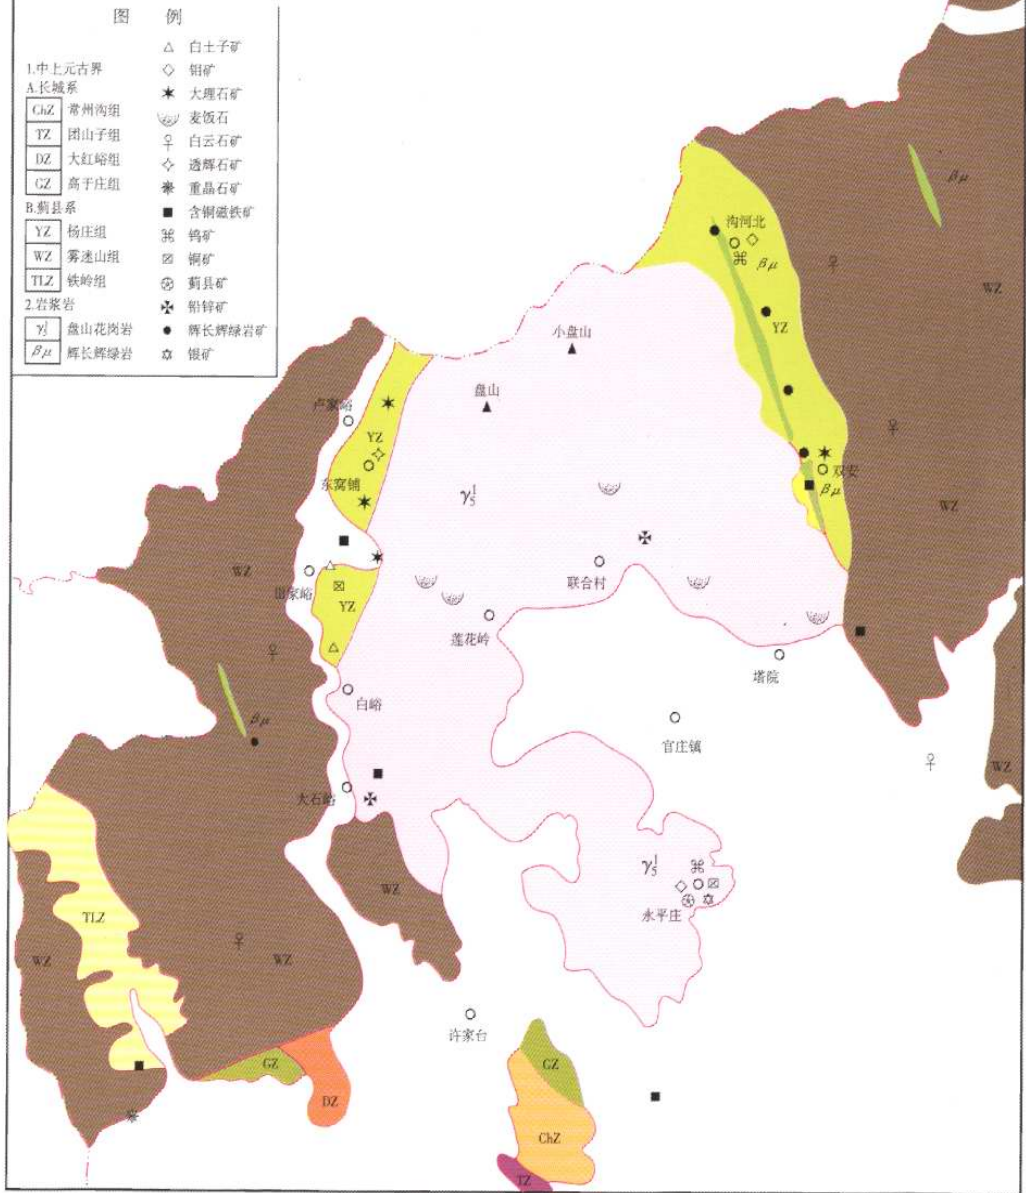 图 例
1.中上元古界
A.长城系
ChZ 常州沟组
TZ 团山子组
DZ 大红峪组
GZ 高于庄组
B.蓟县系
YZ 杨庄组
WZ 雾迷山组
TLZ 铁岭组
2.岩浆岩
γ₅¹ 盘山花岗岩
βμ 辉长辉绿岩
白土子矿
钼矿
大理石矿
麦饭石
白云石矿
透辉石矿
重晶石矿
含铜磁铁矿
钨矿
铜矿
蓟县矿
铅锌矿
辉长辉绿岩矿
银矿
βμ
沟河北
βμ
WZ
小盘山
YZ
盘山
卢家峪
YZ
双安
东窝铺
γ₅¹
βμ
WZ
WZ
联合村
田家峪
YZ
莲花岭
塔院
白峪
βμ
官庄镇
WZ
大石峪
γ₅¹
WZ
永平庄
TLZ
WZ
WZ
许家台
GZ
GZ
DZ
ChZ
TZ